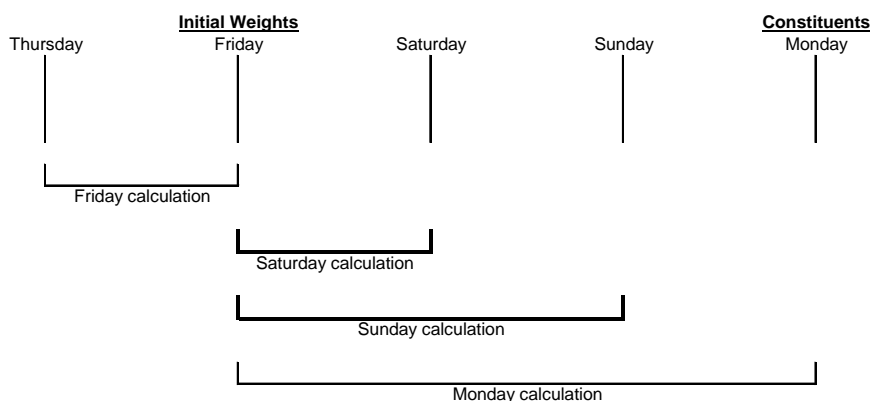 Initial Weights Constituents
Thursday Friday Saturday Sunday Monday
Friday calculation
Saturday calculation
Sunday calculation
Monday calculation